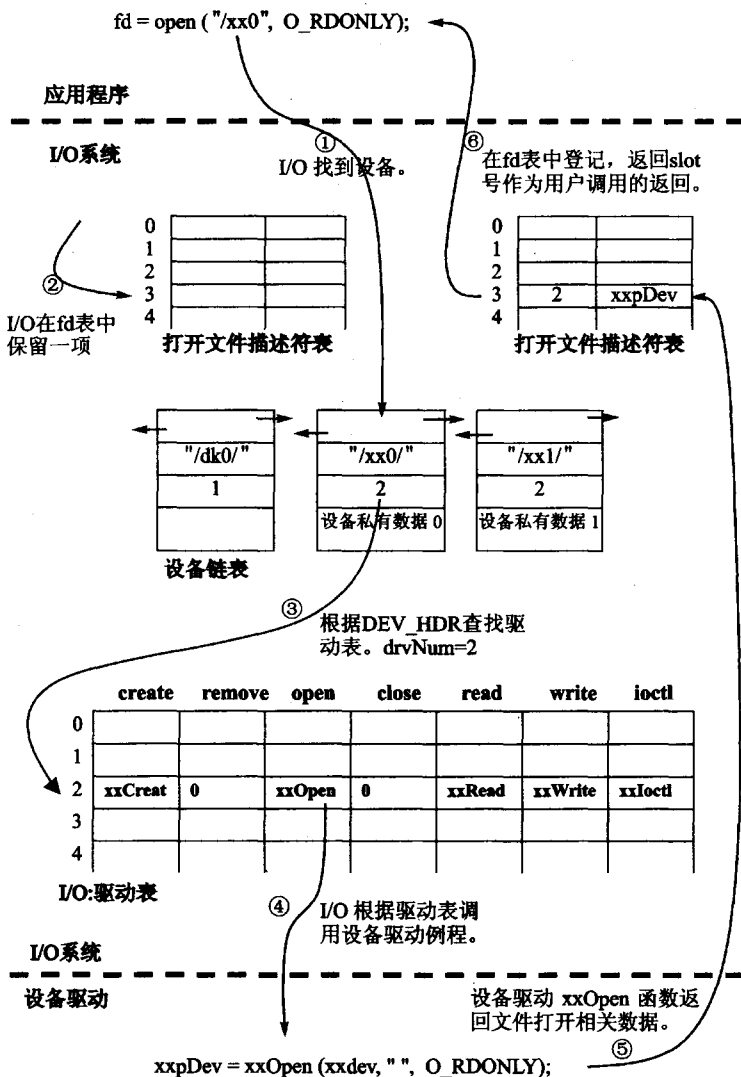 fd = open ( "/xx0", O_RDONLY);
应用程序
I/O系统
①
I/O 找到设备。
⑥
在fd表中登记，返回slot
号作为用户调用的返回。
②
I/O在fd表中
保留一项
0
1
2
3
4
打开文件描述符表
0
1
2
3 2 xxpDev
4
打开文件描述符表
"/dk0/" "/xx0/" "/xx1/"
1 2 2
设备私有数据 0 设备私有数据 1
设备链表
③
根据DEV_HDR查找驱
动表。drvNum=2
create remove open close read write ioctl
0
1
2 xxCreat 0 xxOpen 0 xxRead xxWrite xxIoctl
3
4
I/O:驱动表
④
I/O 根据驱动表调
用设备驱动例程。
I/O系统
设备驱动
设备驱动 xxOpen 函数返
回文件打开相关数据。
⑤
xxpDev = xxOpen (xxdev, " ", O_RDONLY);